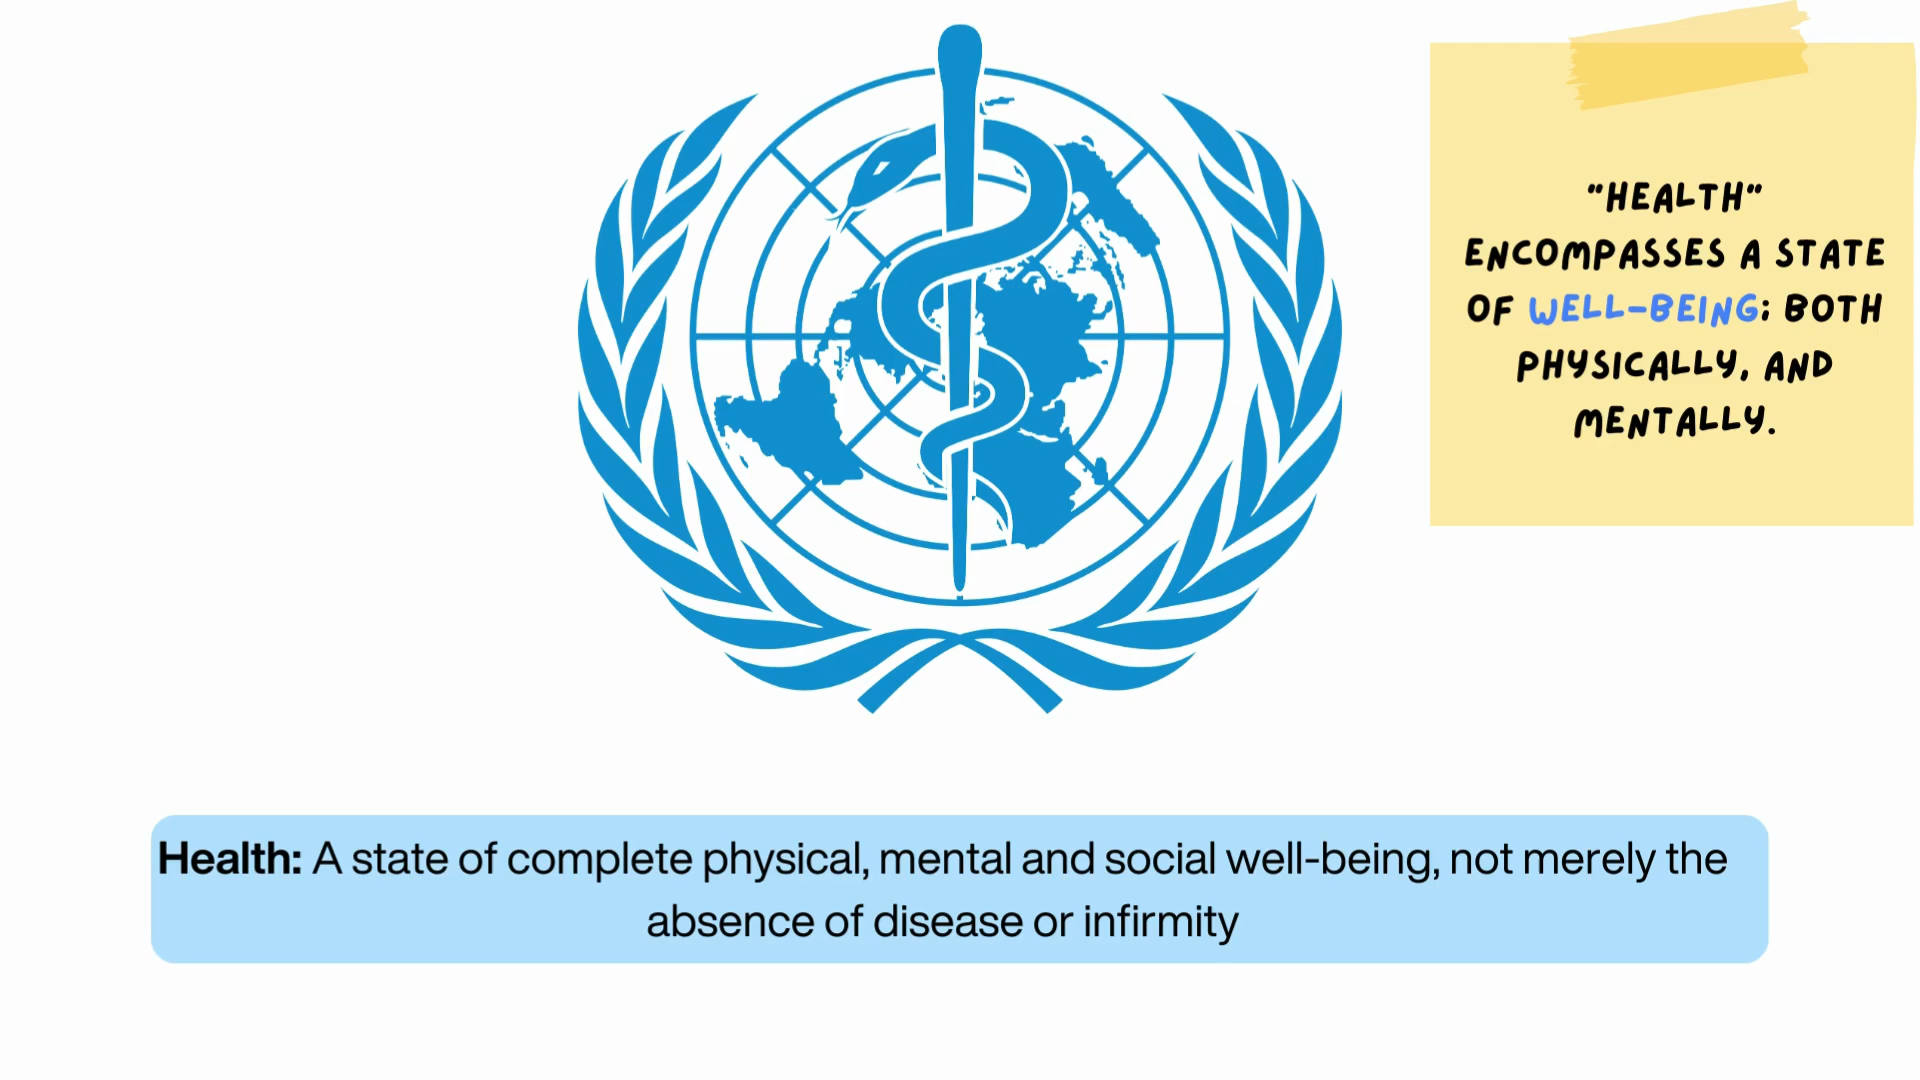 "HEALTH"
ENCOMPASSES A STATE
OF WELL-BEING: BOTH
PHYSICALLY, AND
MENTALLY.
Health: A state of complete physical, mental and social well-being, not merely the
absence of disease or infirmity